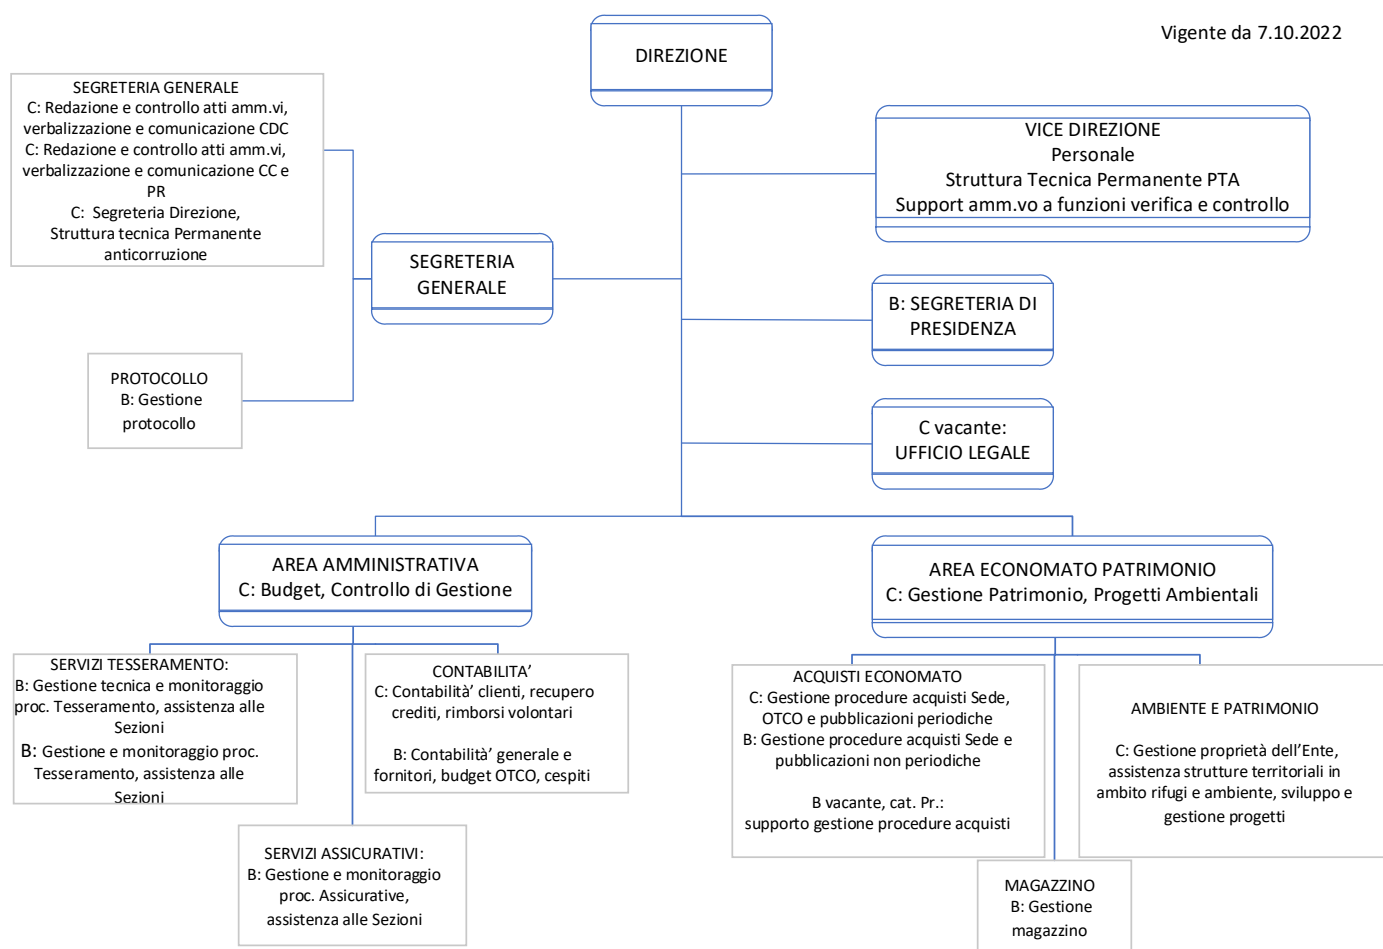 Vigente da 7.10.2022
DIREZIONE
SEGRETERIA GENERALE
C: Redazione e controllo atti amm.vi,
verbalizzazione e comunicazione CDC
C: Redazione e controllo atti amm.vi,
verbalizzazione e comunicazione CC e
PR
C:  Segreteria Direzione,
Struttura tecnica Permanente
anticorruzione
VICE DIREZIONE
Personale
Struttura Tecnica Permanente PTA
Support amm.vo a funzioni verifica e controllo
SEGRETERIA
GENERALE
B: SEGRETERIA DI
PRESIDENZA
PROTOCOLLO
B: Gestione
protocollo
C vacante:
UFFICIO LEGALE
AREA AMMINISTRATIVA
C: Budget, Controllo di Gestione
AREA ECONOMATO PATRIMONIO
C: Gestione Patrimonio, Progetti Ambientali
SERVIZI TESSERAMENTO:
B: Gestione tecnica e monitoraggio
proc. Tesseramento, assistenza alle
Sezioni
B: Gestione e monitoraggio proc.
Tesseramento, assistenza alle
Sezioni
CONTABILITA’
C: Contabilità’ clienti, recupero
crediti, rimborsi volontari
B: Contabilità’ generale e
fornitori, budget OTCO, cespiti
SERVIZI ASSICURATIVI:
B: Gestione e monitoraggio
proc. Assicurative,
assistenza alle Sezioni
ACQUISTI ECONOMATO
C: Gestione procedure acquisti Sede,
OTCO e pubblicazioni periodiche
B: Gestione procedure acquisti Sede e
pubblicazioni non periodiche
B vacante, cat. Pr.:
supporto gestione procedure acquisti
AMBIENTE E PATRIMONIO
C: Gestione proprietà dell’Ente,
assistenza strutture territoriali in
ambito rifugi e ambiente, sviluppo e
gestione progetti
MAGAZZINO
B: Gestione
magazzino